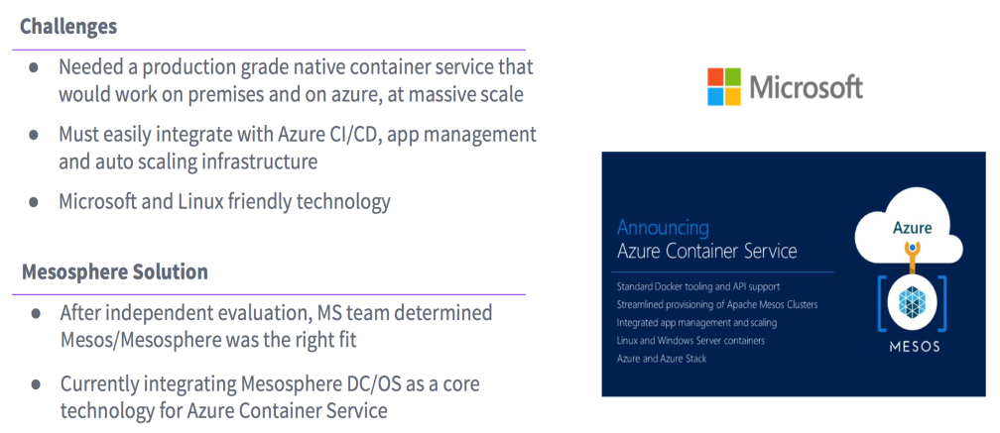 Challenges
● Needed a production grade native container service that
would work on premises and on azure, at massive scale
● Must easily integrate with Azure CI/CD, app management
and auto scaling infrastructure
● Microsoft and Linux friendly technology
Mesosphere Solution
● After independent evaluation, MS team determined
Mesos/Mesosphere was the right fit
● Currently integrating Mesosphere DC/OS as a core
technology for Azure Container Service
Microsoft
Announcing
Azure Container Service
Standard Docker tooling and API support
Streamlined provisioning of Apache Mesos Clusters
Integrated app management and scaling
Linux and Windows Server containers
Azure and Azure Stack
Azure
MESOS